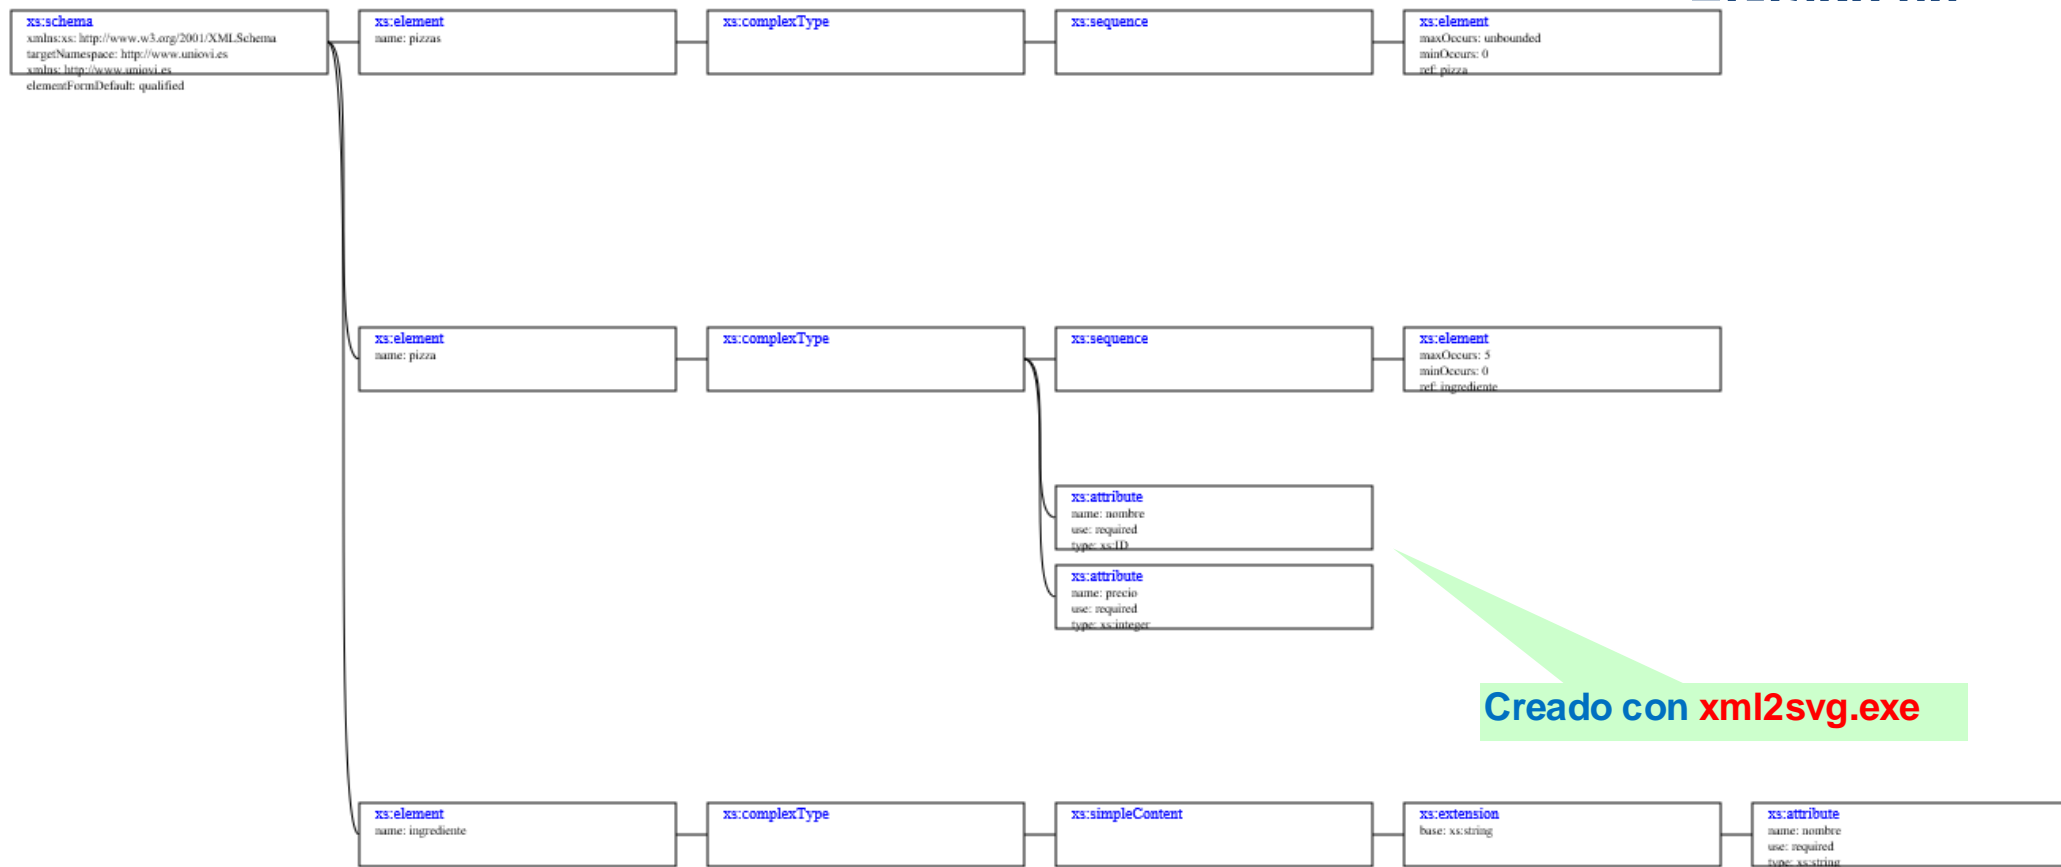 xs:schema
xmlns:xs: http://www.w3.org/2001/XMLSchema
targetNamespace: http://www.uniovi.es
xmlns: http://www.uniovi.es
elementFormDefault: qualified
xs:element
name: pizzas
xs:complexType
xs:sequence
xs:element
maxOccurs: unbounded
minOccurs: 0
ref: pizza
xs:element
name: pizza
xs:complexType
xs:sequence
xs:element
maxOccurs: 5
minOccurs: 0
ref: ingrediente
xs:attribute
name: nombre
use: required
type: xs:ID
xs:attribute
name: precio
use: required
type: xs:integer
Creado con xml2svg.exe
xs:element
name: ingrediente
xs:complexType
xs:simpleContent
xs:extension
base: xs:string
xs:attribute
name: nombre
use: required
type: xs:string